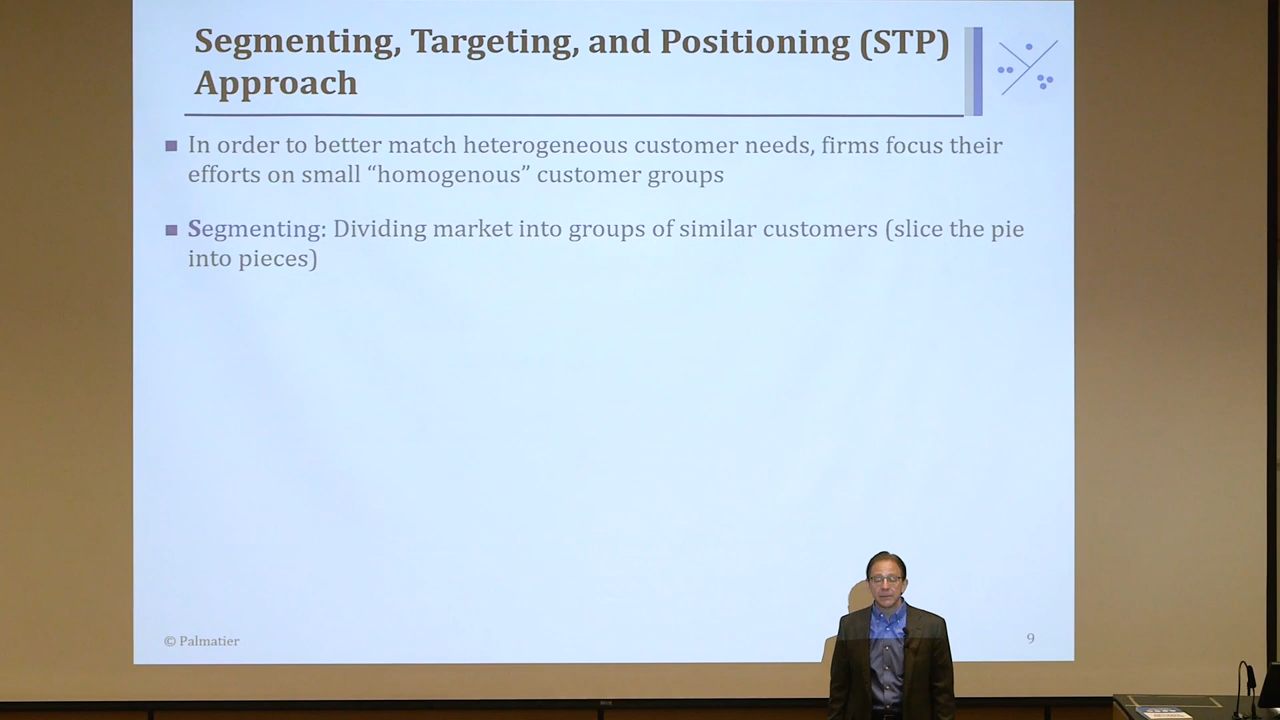 Segmenting, Targeting, and Positioning (STP)
Approach
In order to better match heterogeneous customer needs, firms focus their
efforts on small “homogenous” customer groups
Segmenting: Dividing market into groups of similar customers (slice the pie
into pieces)
© Palmatier
9